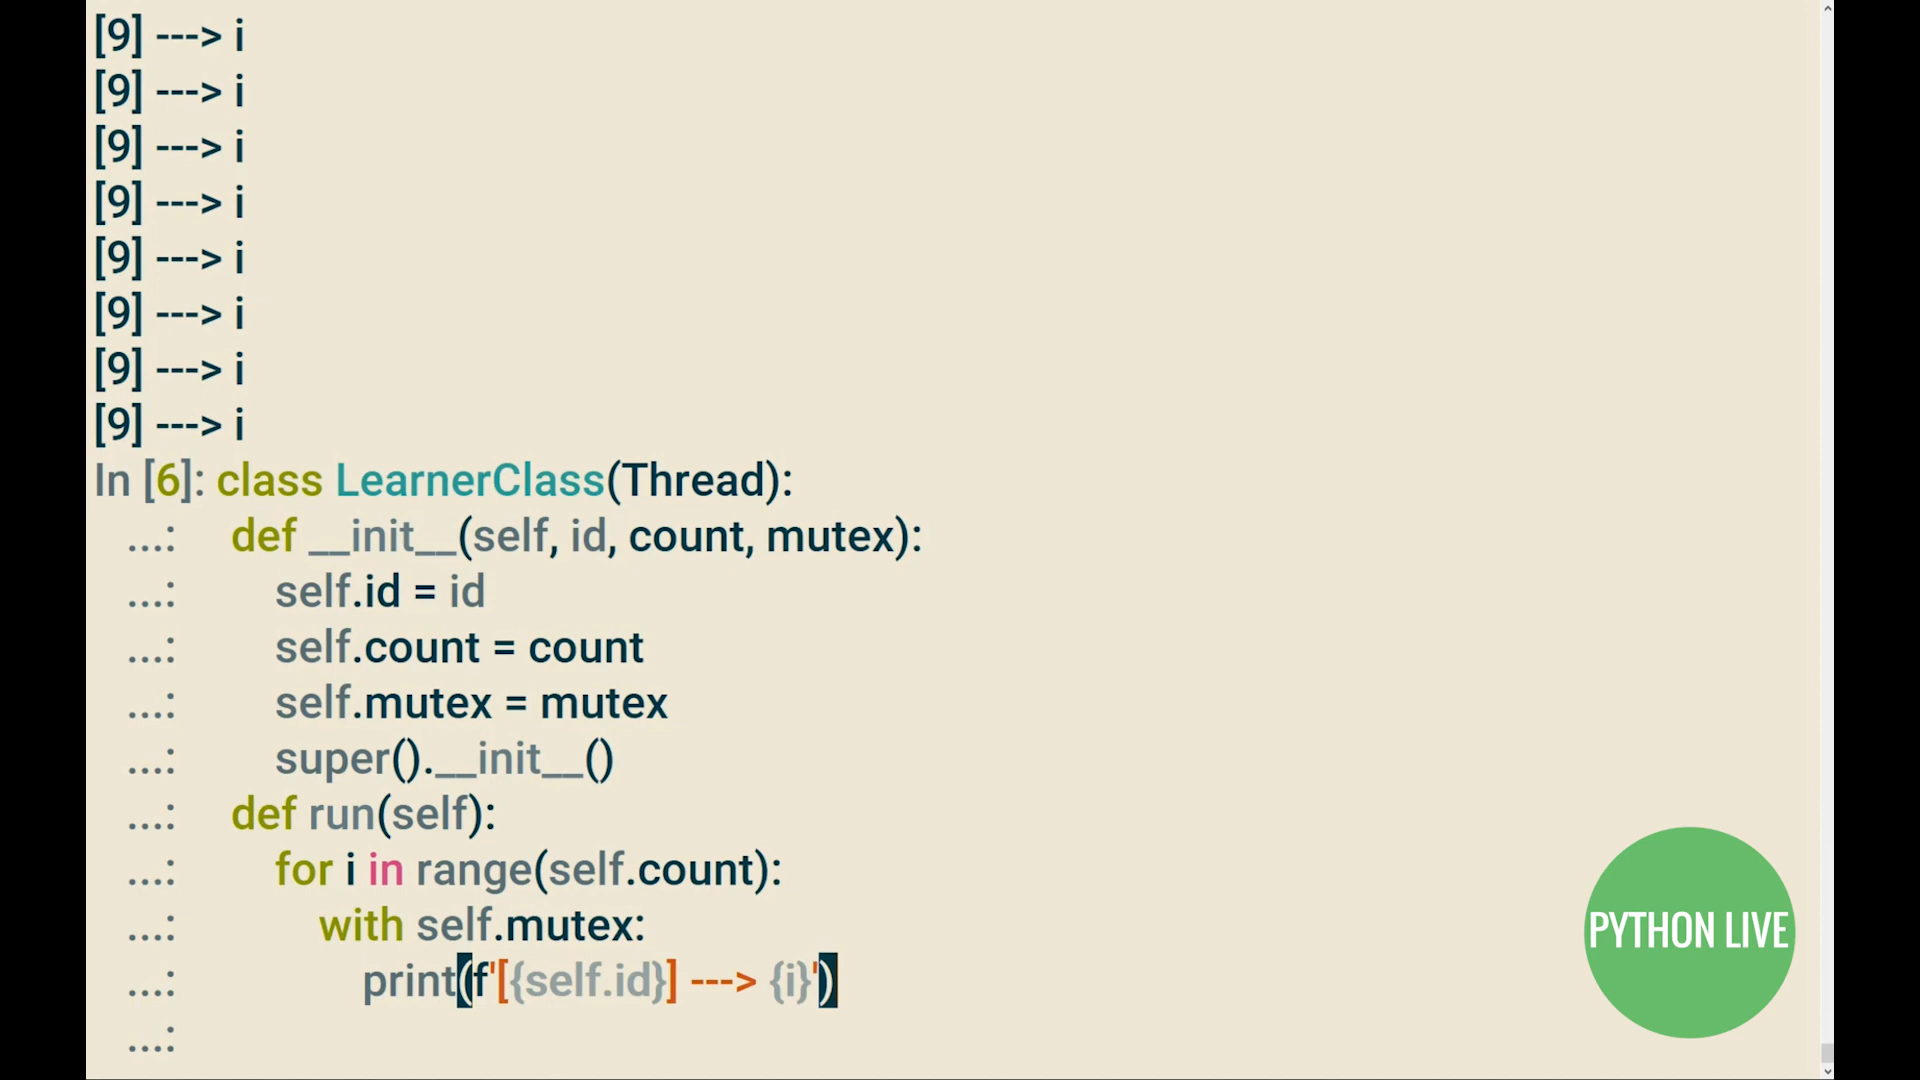 [9] ---> i
[9] ---> i
[9] ---> i
[9] ---> i
[9] ---> i
[9] ---> i
[9] ---> i
[9] ---> i
In [6]: class LearnerClass(Thread):
...: def __init__(self, id, count, mutex):
...: self.id = id
...: self.count = count
...: self.mutex = mutex
...: super().__init__()
...: def run(self):
...: for i in range(self.count):
...: with self.mutex:
...: print(f'[{self.id}] ---> {i}')
...:
PYTHON LIVE